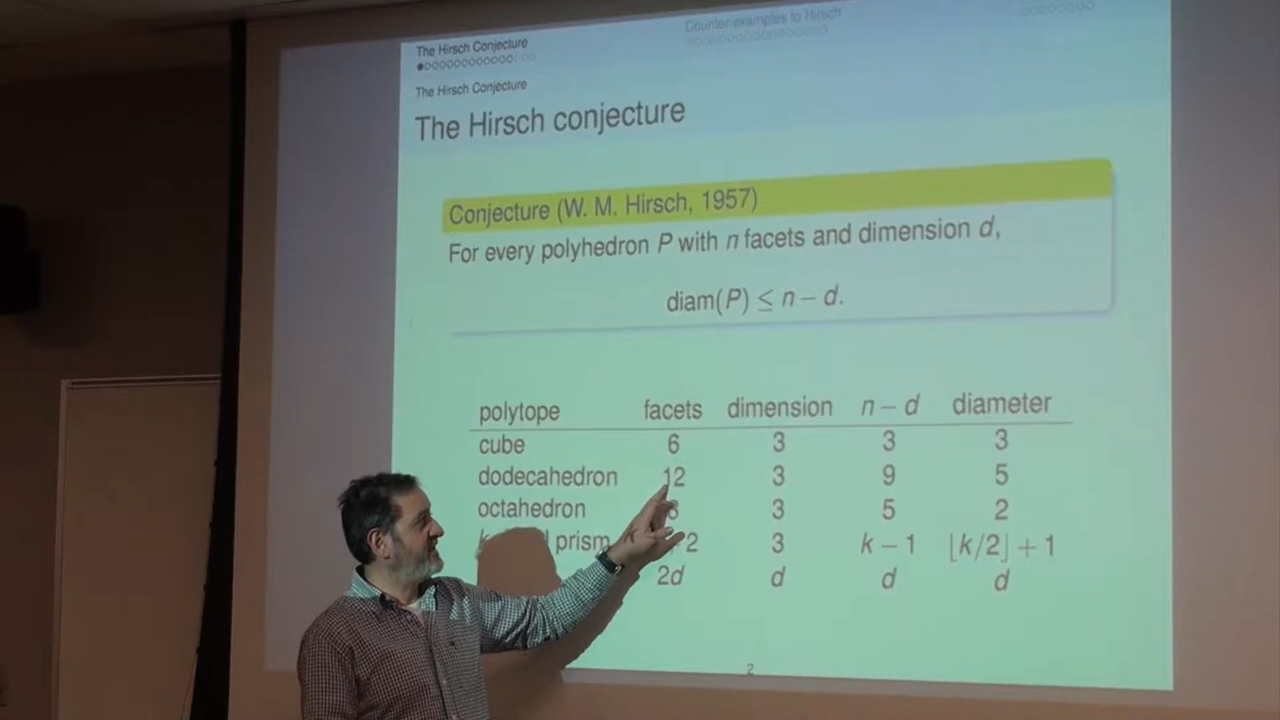 The Hirsch Conjecture
Counter-examples to Hirsch
The Hirsch Conjecture
The Hirsch conjecture
Conjecture (W. M. Hirsch, 1957)
For every polyhedron P with n facets and dimension d,
diam(P) ≤ n − d.
polytope facets dimension n − d diameter
cube 6 3 3 3
dodecahedron 12 3 9 5
octahedron 8 3 5 2
prism 2 3 k − 1 ⌊k/2⌋ + 1
2d d d d
2